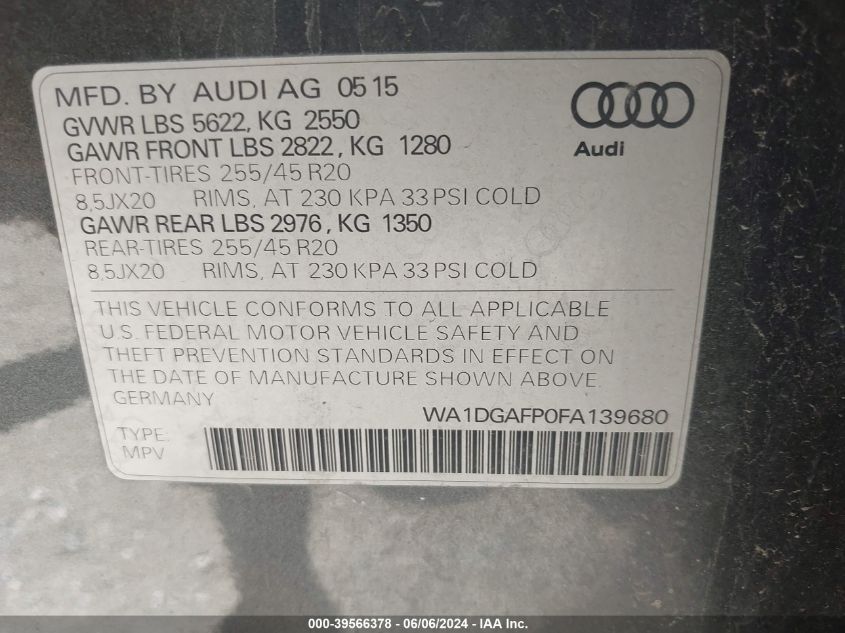 MFD. BY AUDI AG 05 15
GVWR LBS 5622, KG 2550
GAWR FRONT LBS 2822, KG 1280
FRONT-TIRES 255/45 R20
8,5JX20 RIMS, AT 230 KPA 33 PSI COLD
GAWR REAR LBS 2976, KG 1350
REAR-TIRES 255/45 R20
8,5JX20 RIMS, AT 230 KPA 33 PSI COLD
Audi
THIS VEHICLE CONFORMS TO ALL APPLICABLE
U.S. FEDERAL MOTOR VEHICLE SAFETY AND
THEFT PREVENTION STANDARDS IN EFFECT ON
THE DATE OF MANUFACTURE SHOWN ABOVE.
GERMANY
WA1DGAFP0FA139680
TYPE:
MPV
000-39566378 - 06/06/2024 - IAAI.com